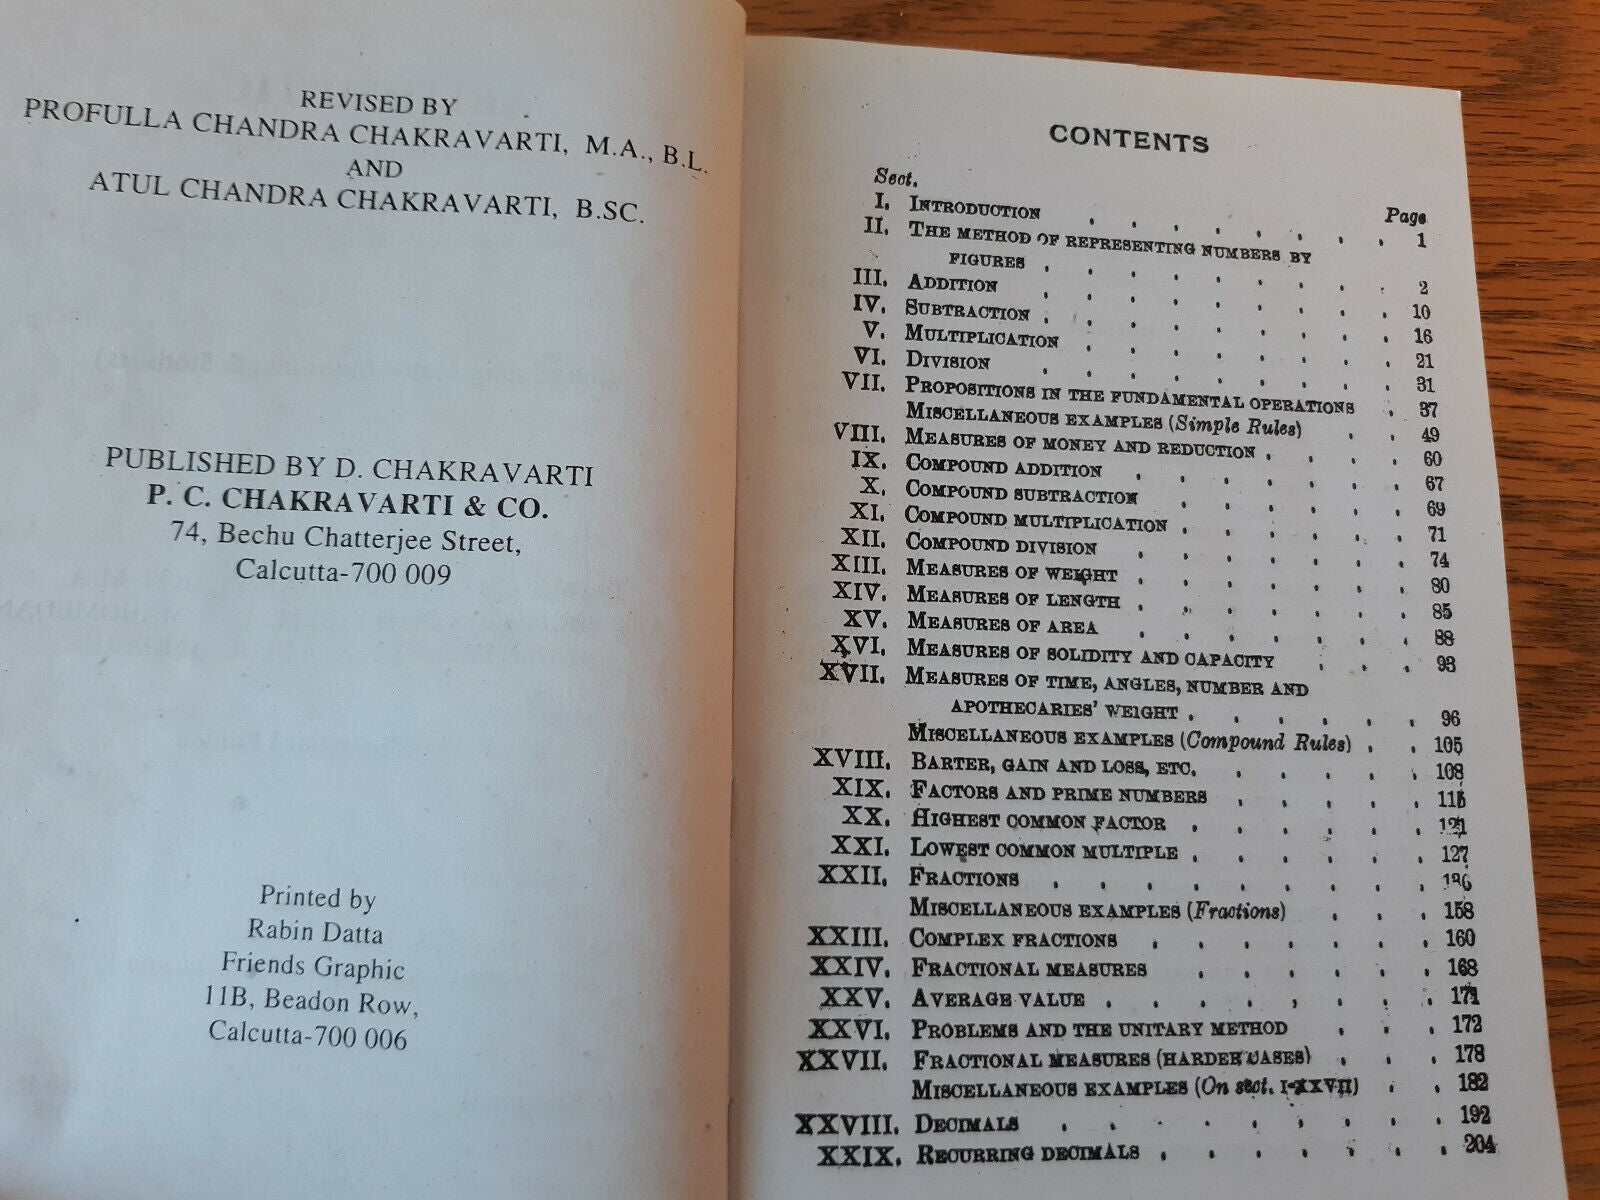 REVISED BY
PROFULLA CHANDRA CHAKRAVARTI, M.A., B.L.
AND
ATUL CHANDRA CHAKRAVARTI, B.SC.
PUBLISHED BY D. CHAKRAVARTI
P. C. CHAKRAVARTI & CO.
74, Bechu Chatterjee Street,
Calcutta-700 009
Printed by
Rabin Datta
Friends Graphic
11B, Beadon Row,
Calcutta-700 006
CONTENTS
Sect. Page
I. INTRODUCTION . . . . . . . 1
II. THE METHOD OF REPRESENTING NUMBERS BY
FIGURES . . . . . . . . . 2
III. ADDITION . . . . . . . . . 10
IV. SUBTRACTION . . . . . . . . . 16
V. MULTIPLICATION . . . . . . . . 21
VI. DIVISION . . . . . . . . . 31
VII. PROPOSITIONS IN THE FUNDAMENTAL OPERATIONS . 37
MISCELLANEOUS EXAMPLES (Simple Rules) . . 49
VIII. MEASURES OF MONEY AND REDUCTION . . . . 60
IX. COMPOUND ADDITION . . . . . . 67
X. COMPOUND SUBTRACTION . . . . . . 69
XI. COMPOUND MULTIPLICATION . . . . . . 71
XII. COMPOUND DIVISION . . . . . . . 74
XIII. MEASURES OF WEIGHT . . . . . . . 80
XIV. MEASURES OF LENGTH . . . . . . . 85
XV. MEASURES OF AREA . . . . . . . 88
XVI. MEASURES OF SOLIDITY AND CAPACITY . . . 93
XVII. MEASURES OF TIME, ANGLES, NUMBER AND
APOTHECARIES' WEIGHT . . . . . . 96
MISCELLANEOUS EXAMPLES (Compound Rules) . . 105
XVIII. BARTER, GAIN AND LOSS, ETC. . . . . . 108
XIX. FACTORS AND PRIME NUMBERS . . . . . 115
XX. HIGHEST COMMON FACTOR . . . . . . 121
XXI. LOWEST COMMON MULTIPLE . . . . . . 127
XXII. FRACTIONS . . . . . . . . .
MISCELLANEOUS EXAMPLES (Fractions) . . . 158
XXIII. COMPLEX FRACTIONS . . . . . . . 160
XXIV. FRACTIONAL MEASURES . . . . . . 168
XXV. AVERAGE VALUE . . . . . . . . 171
XXVI. PROBLEMS AND THE UNITARY METHOD . . . 172
XXVII. FRACTIONAL MEASURES (HARDER CASES) . . . 178
MISCELLANEOUS EXAMPLES (On sect. I-XXVII) . . 182
XXVIII. DECIMALS . . . . . . . . . 192
XXIX. RECURRING DECIMALS . . . . . . . 204